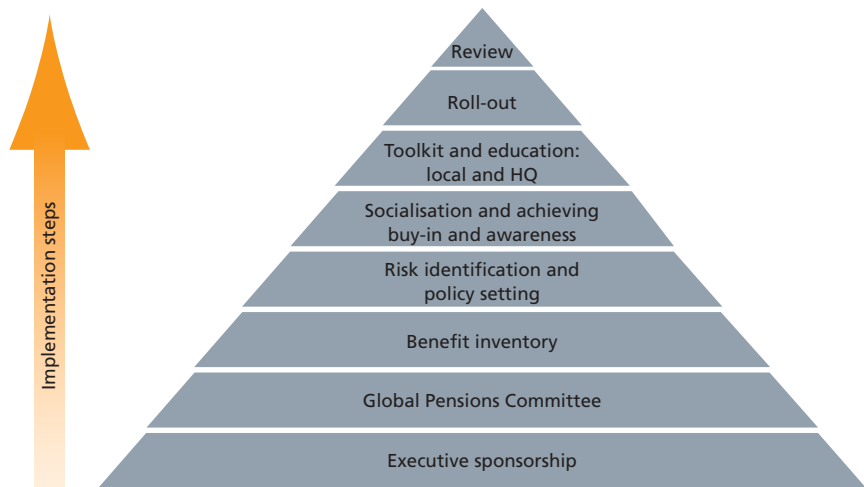 Review
Roll-out
Toolkit and education:
local and HQ
Socialisation and achieving
buy-in and awareness
Risk identification and
policy setting
Benefit inventory
Global Pensions Committee
Executive sponsorship
Implementation steps